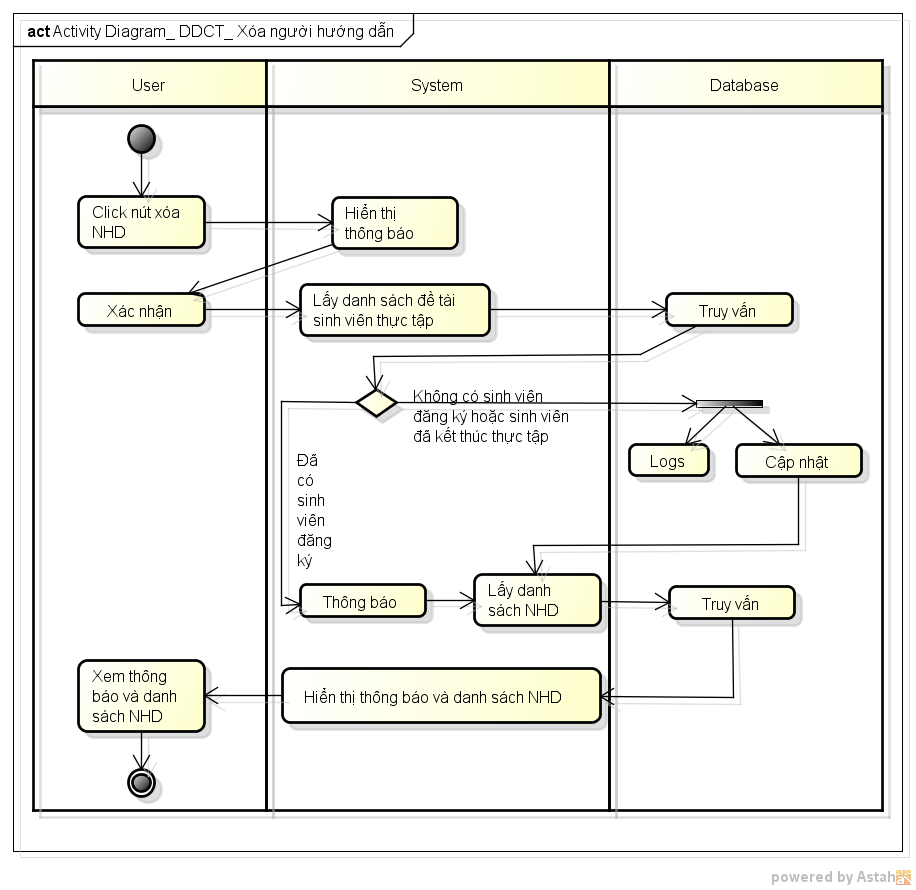 act Activity Diagram_ DDCT_ Xóa người hướng dẫn
User
System
Database
Click nút xóa
NHD
Hiển thị
thông báo
Xác nhận
Lấy danh sách đề tài
sinh viên thực tập
Truy vấn
Không có sinh viên
đăng ký hoặc sinh viên
đã kết thúc thực tập
Logs
Cập nhật
Đã
có
sinh
viên
đăng
ký
Thông báo
Lấy danh
sách NHD
Truy vấn
Xem thông
báo và danh
sách NHD
Hiển thị thông báo và danh sách NHD
powered by Astah